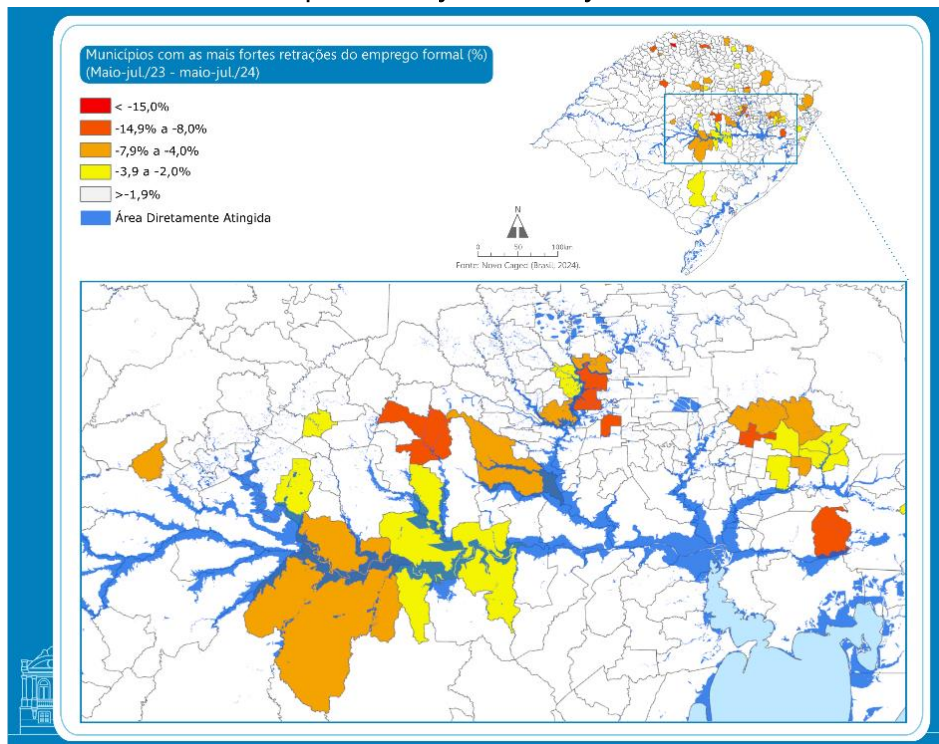 Municípios com as mais fortes retrações do emprego formal (%)
(Maio-jul./23 - maio-jul./24)
< -15,0%
-14,9% a -8,0%
-7,9% a -4,0%
-3,9 a -2,0%
>-1,9%
Área Diretamente Atingida
N
0 50 100km
Fonte: Novo Caged (Brasil, 2024).